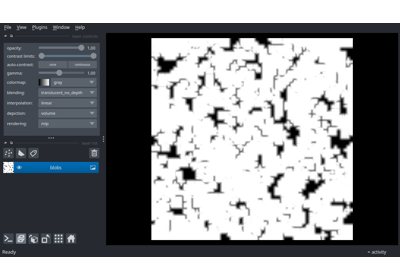 File View Plugins Window Help
opacity: 1.00
contrast limits:
auto-contrast: once continuous
gamma: 1.00
colormap: gray
blending: translucent_no_depth
interpolation: linear
depiction: volume
rendering: mip
blobs
Ready
activity